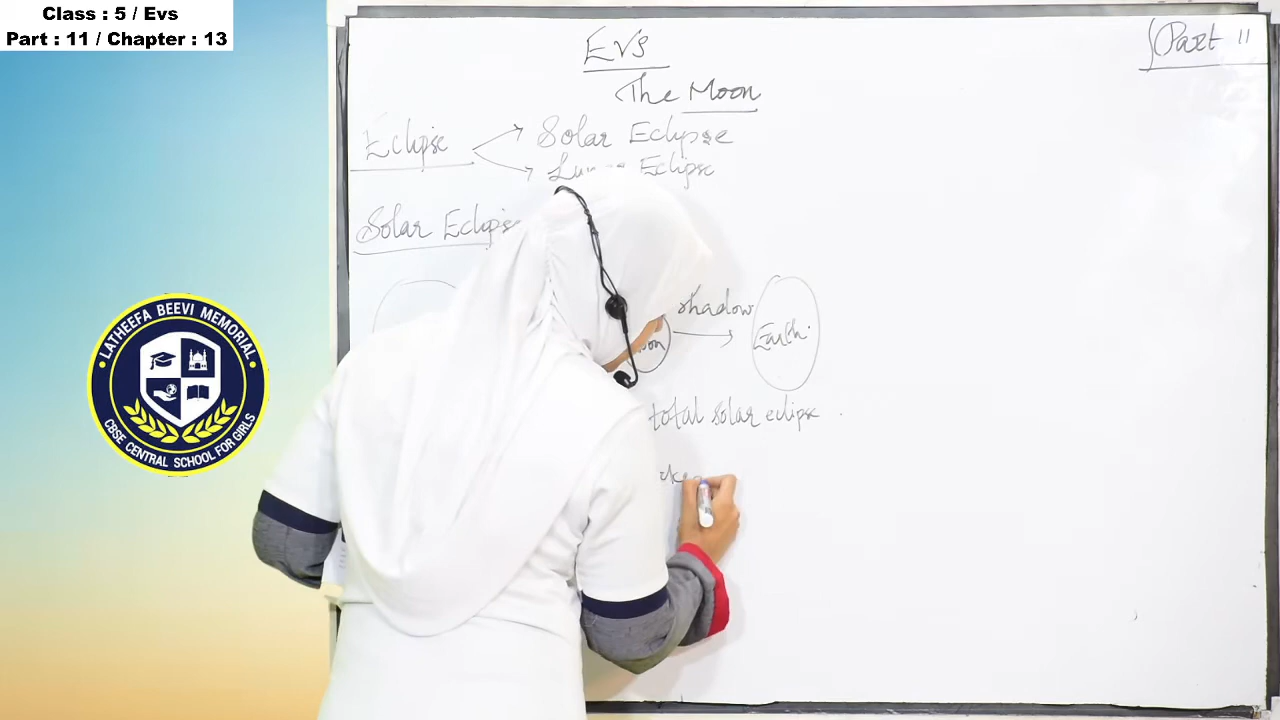 Class : 5 / Evs
Part : 11 / Chapter : 13
EVS
Part 11
The Moon
Eclipse
Solar Eclipse
Eclipse
Solar Eclipse
shadow
Earth.
total solar eclipse.
LATHEEFA BEEVI MEMORIAL
CBSE CENTRAL SCHOOL FOR GIRLS